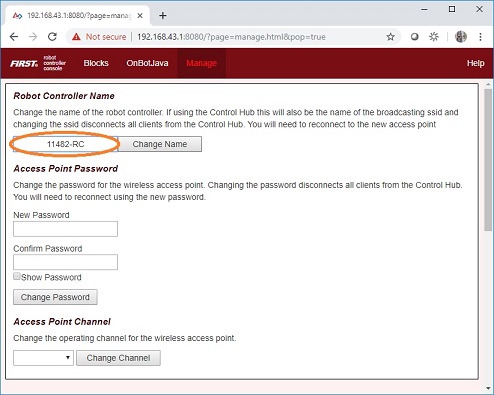 192.168.43.1:8080/?page=manage.
Not secure | 192.168.43.1:8080/?page=manage.html&pop=true
FIRST. robot controller console Blocks OnBotJava Manage Help
Robot Controller Name
Change the name of the robot controller. If using the Control Hub this will also be the name of the broadcasting ssid and
changing the ssid disconnects all clients from the Control Hub. You will need to reconnect to the new access point
11482-RC Change Name
Access Point Password
Change the password for the wireless access point. Changing the password disconnects all clients from the Control Hub.
You will need to reconnect using the new password.
New Password
Confirm Password
Show Password
Change Password
Access Point Channel
Change the operating channel for the wireless access point.
Change Channel